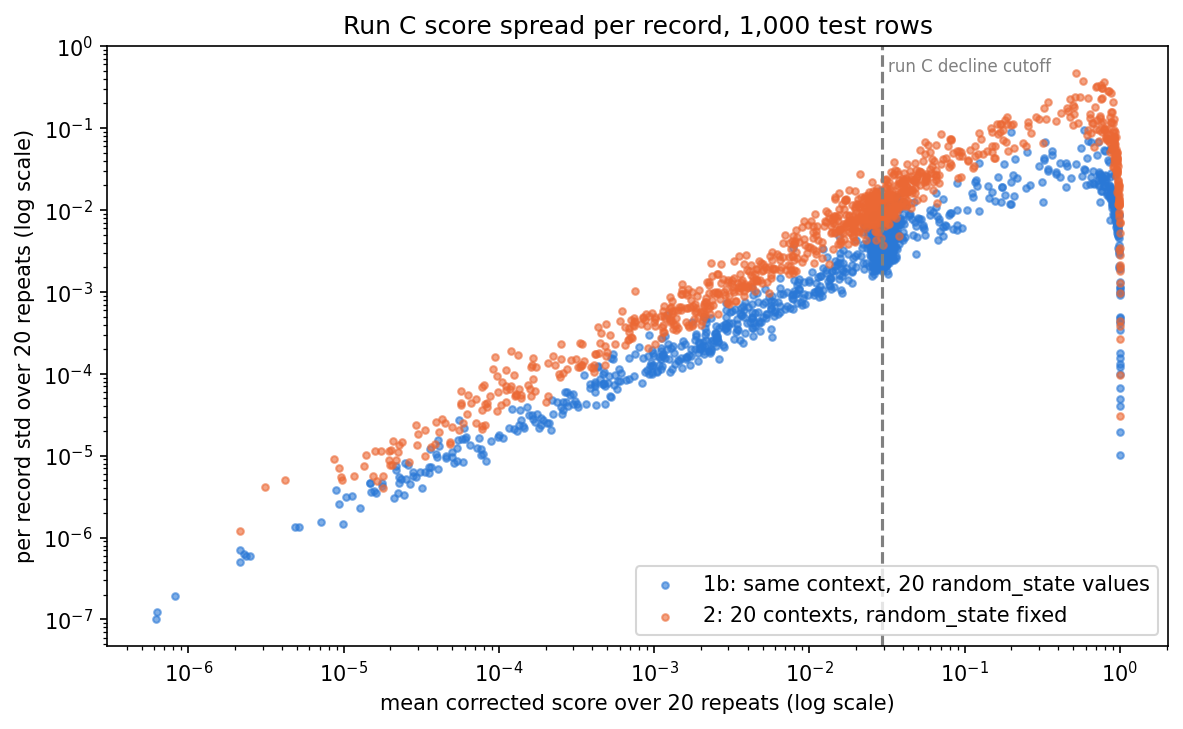 Run C score spread per record, 1,000 test rows
run C decline cutoff
per record std over 20 repeats (log scale)
10^0
10^-1
10^-2
10^-3
10^-4
10^-5
10^-6
10^-7
1b: same context, 20 random_state values
2: 20 contexts, random_state fixed
10^-6
10^-5
10^-4
10^-3
10^-2
10^-1
10^0
mean corrected score over 20 repeats (log scale)